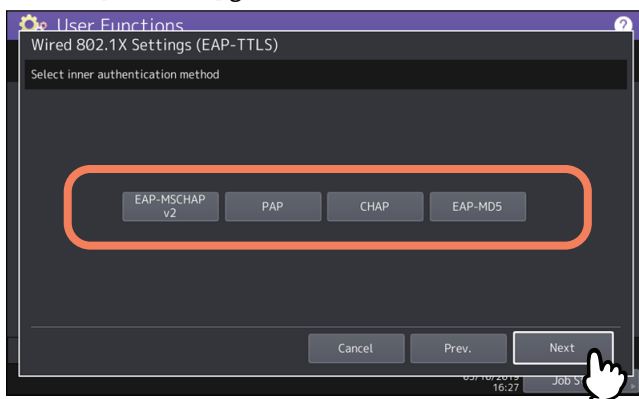 User Functions
?
Wired 802.1X Settings (EAP-TTLS)
Select inner authentication method
EAP-MSCHAP
v2
PAP
CHAP
EAP-MD5
Cancel
Prev.
Next
16:27
Job